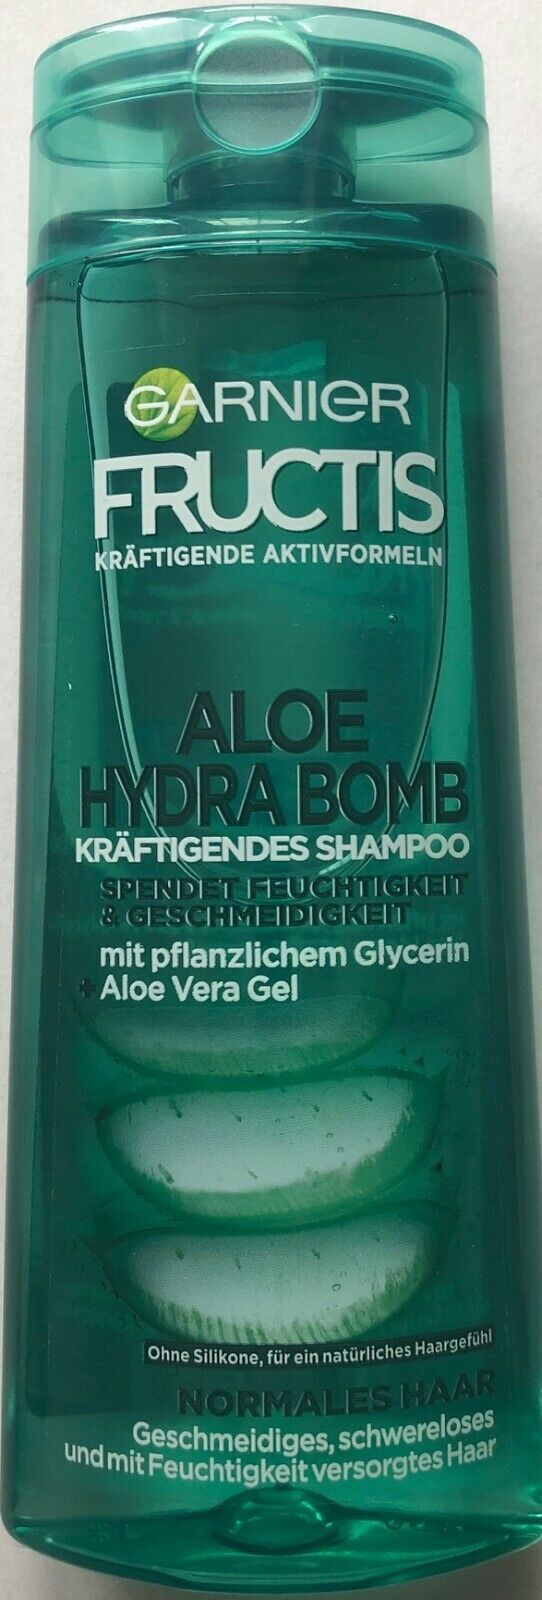 GARNIER
FRUCTIS
KRÄFTIGENDE AKTIVFORMELN
ALOE
HYDRA BOMB
KRÄFTIGENDES SHAMPOO
SPENDET FEUCHTIGKEIT
& GESCHMEIDIGKEIT
mit pflanzlichem Glycerin
+ Aloe Vera Gel
Ohne Silikone, für ein natürliches Haargefühl
NORMALES HAAR
Geschmeidiges, schwereloses
und mit Feuchtigkeit versorgtes Haar